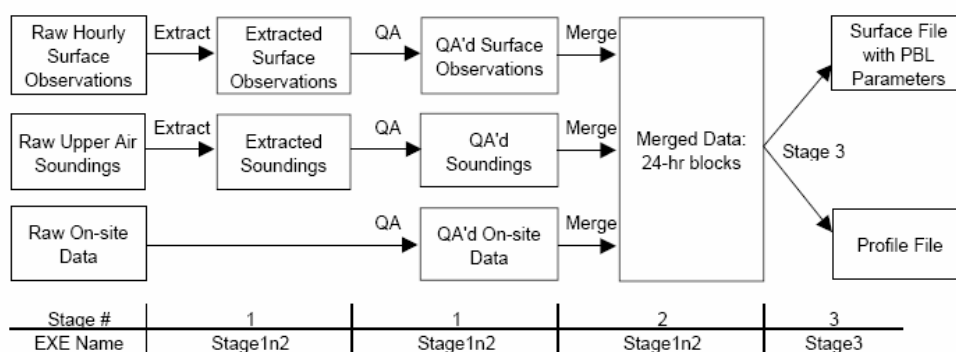 Raw Hourly
Surface
Observations
Extract
Extracted
Surface
Observations
QA
QA'd Surface
Observations
Merge
Surface File
with PBL
Parameters
Raw Upper Air
Soundings
Extract
Extracted
Soundings
QA
QA'd
Soundings
Merge
Merged Data:
24-hr blocks
Stage 3
Raw On-site
Data
QA
QA'd On-site
Data
Merge
Profile File
Stage # 1 1 2 3
EXE Name Stage1n2 Stage1n2 Stage1n2 Stage3